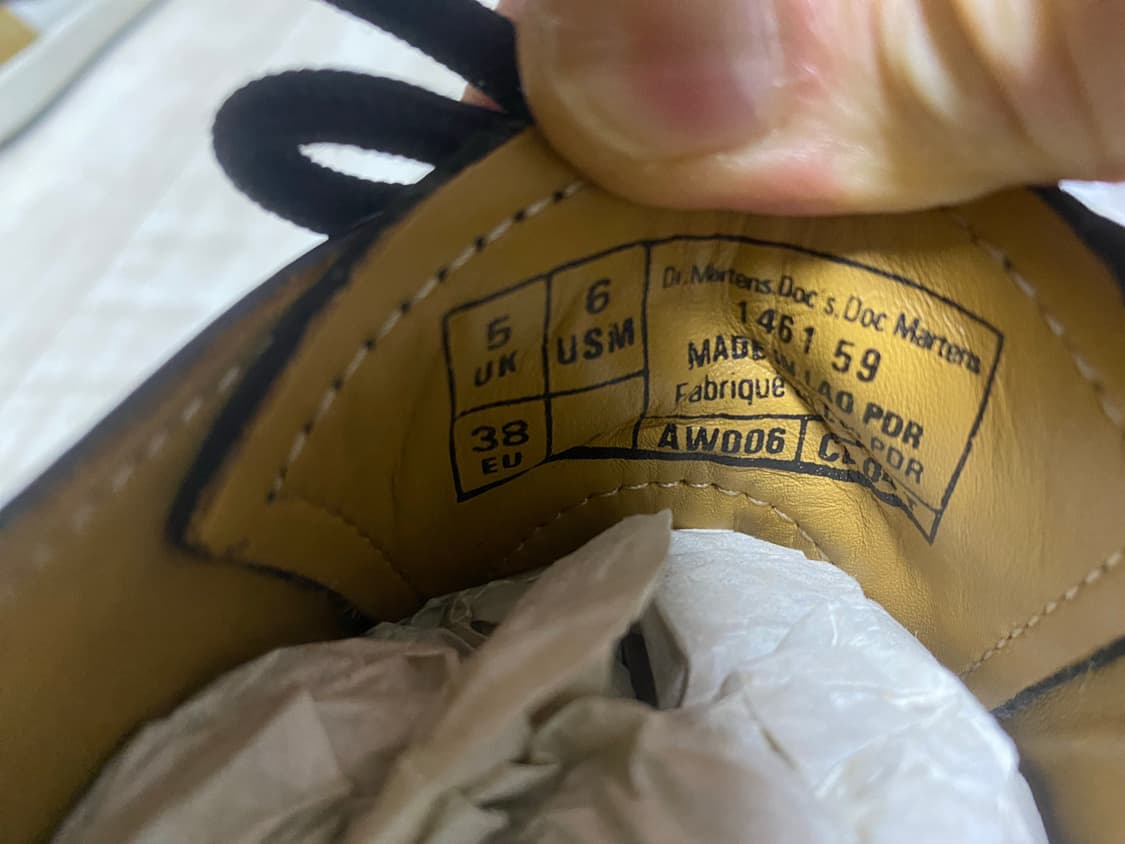 5
UK
6
USM
38
EU
Dr.Martens.Doc's.Doc Martens
1461 59
MADE IN LAO PDR
Fabrique LAO PDR
AW006